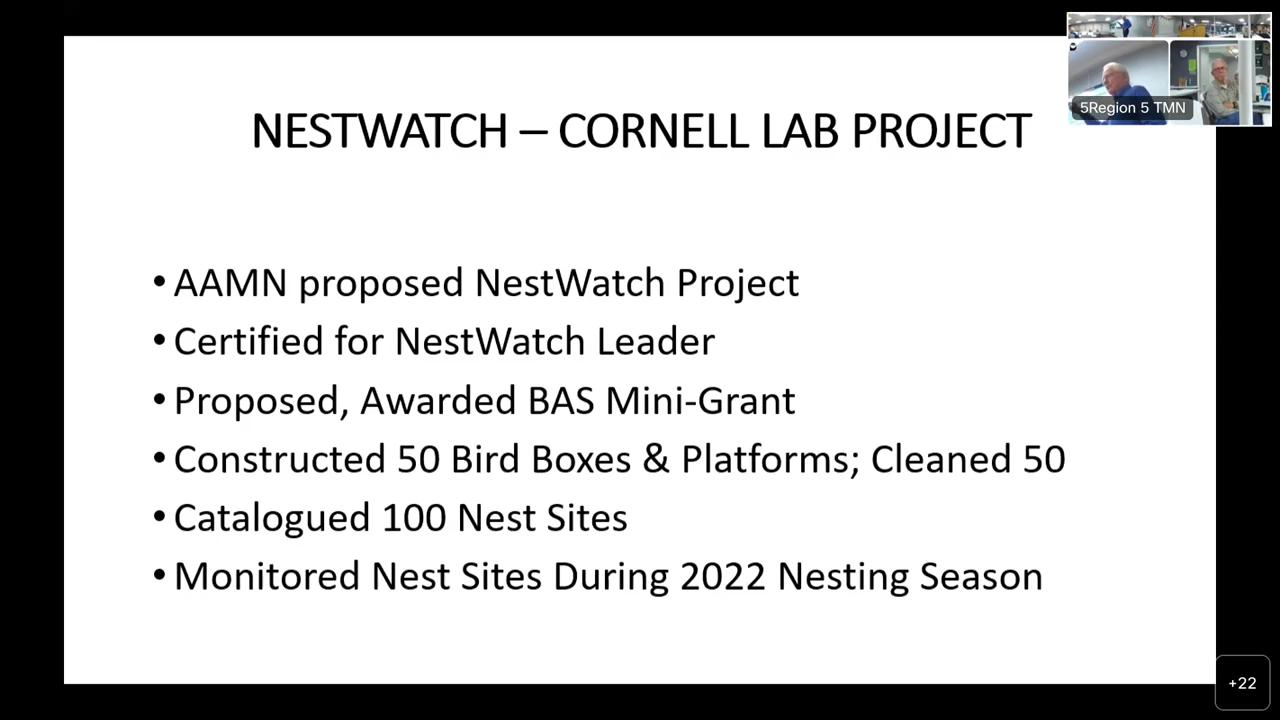 5Region 5 TMN
NESTWATCH – CORNELL LAB PROJECT
• AAMN proposed NestWatch Project
• Certified for NestWatch Leader
• Proposed, Awarded BAS Mini-Grant
• Constructed 50 Bird Boxes & Platforms; Cleaned 50
• Catalogued 100 Nest Sites
• Monitored Nest Sites During 2022 Nesting Season
+22